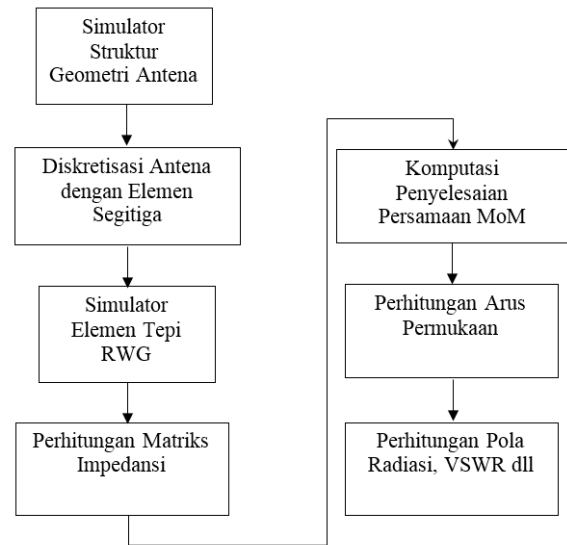 Simulator
Struktur
Geometri Antena
Diskretisasi Antena
dengan Elemen
Segitiga
Simulator
Elemen Tepi
RWG
Perhitungan Matriks
Impedansi
Komputasi
Penyelesaian
Persamaan MoM
Perhitungan Arus
Permukaan
Perhitungan Pola
Radiasi, VSWR dll